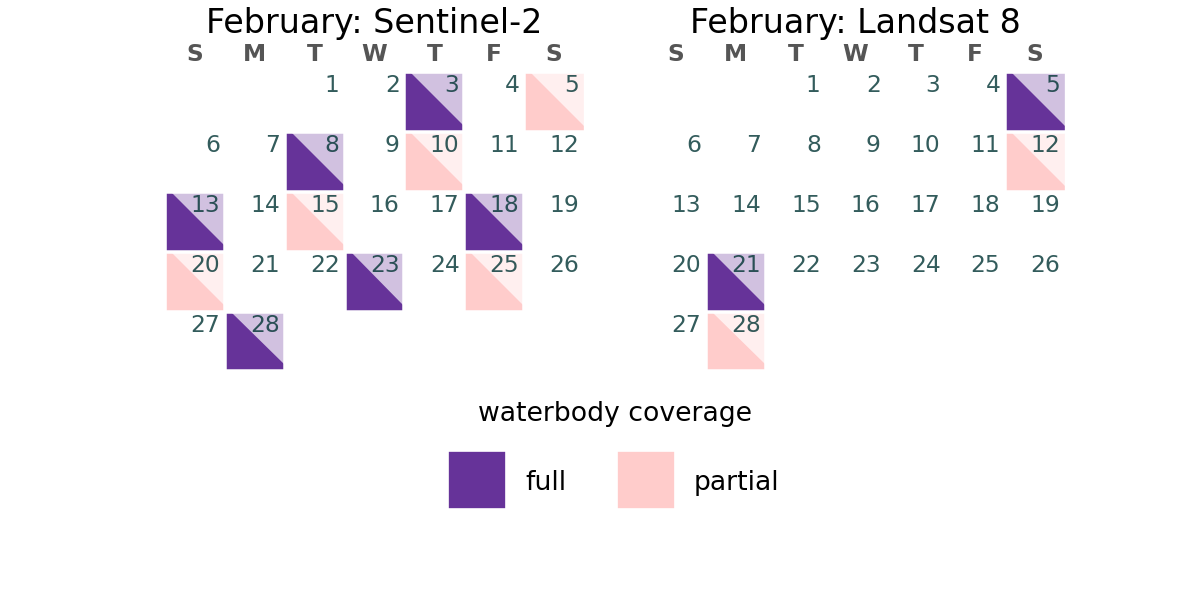 February: Sentinel-2
S M T W T F S
1 2 3 4 5
6 7 8 9 10 11 12
13 14 15 16 17 18 19
20 21 22 23 24 25 26
27 28
February: Landsat 8
S M T W T F S
1 2 3 4 5
6 7 8 9 10 11 12
13 14 15 16 17 18 19
20 21 22 23 24 25 26
27 28
waterbody coverage
full partial